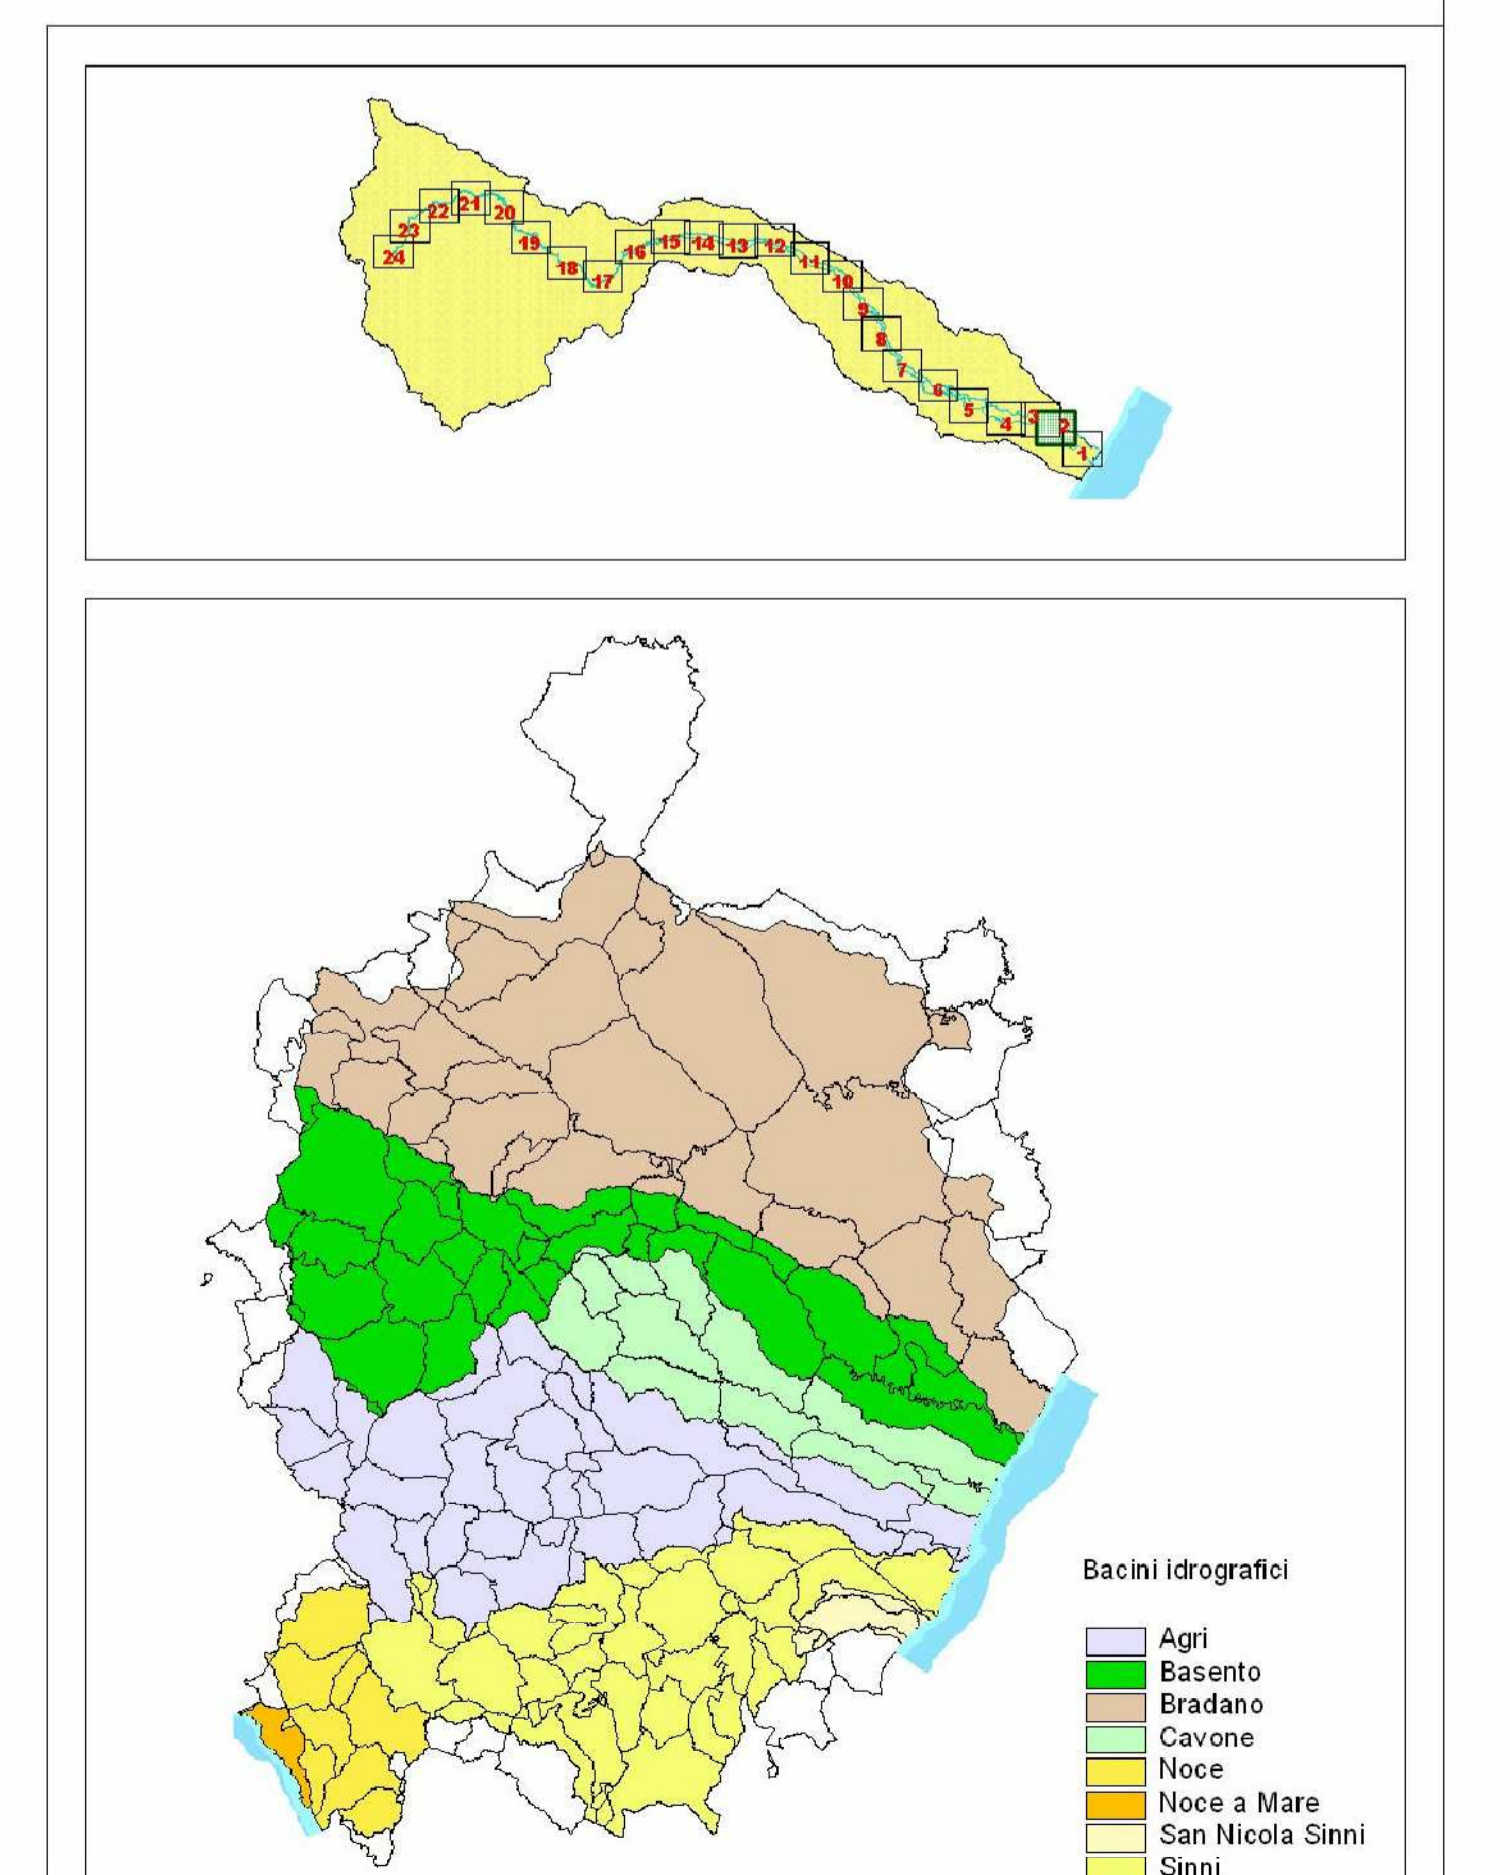 21
22
20
23
19
15
14
13
12
16
24
11
18
17
10
9
8
7
6
5
3
4
2
1
Bacini idrografici
Agri
Basento
Bradano
Cavone
Noce
Noce a Mare
San Nicola Sinni
Sinni